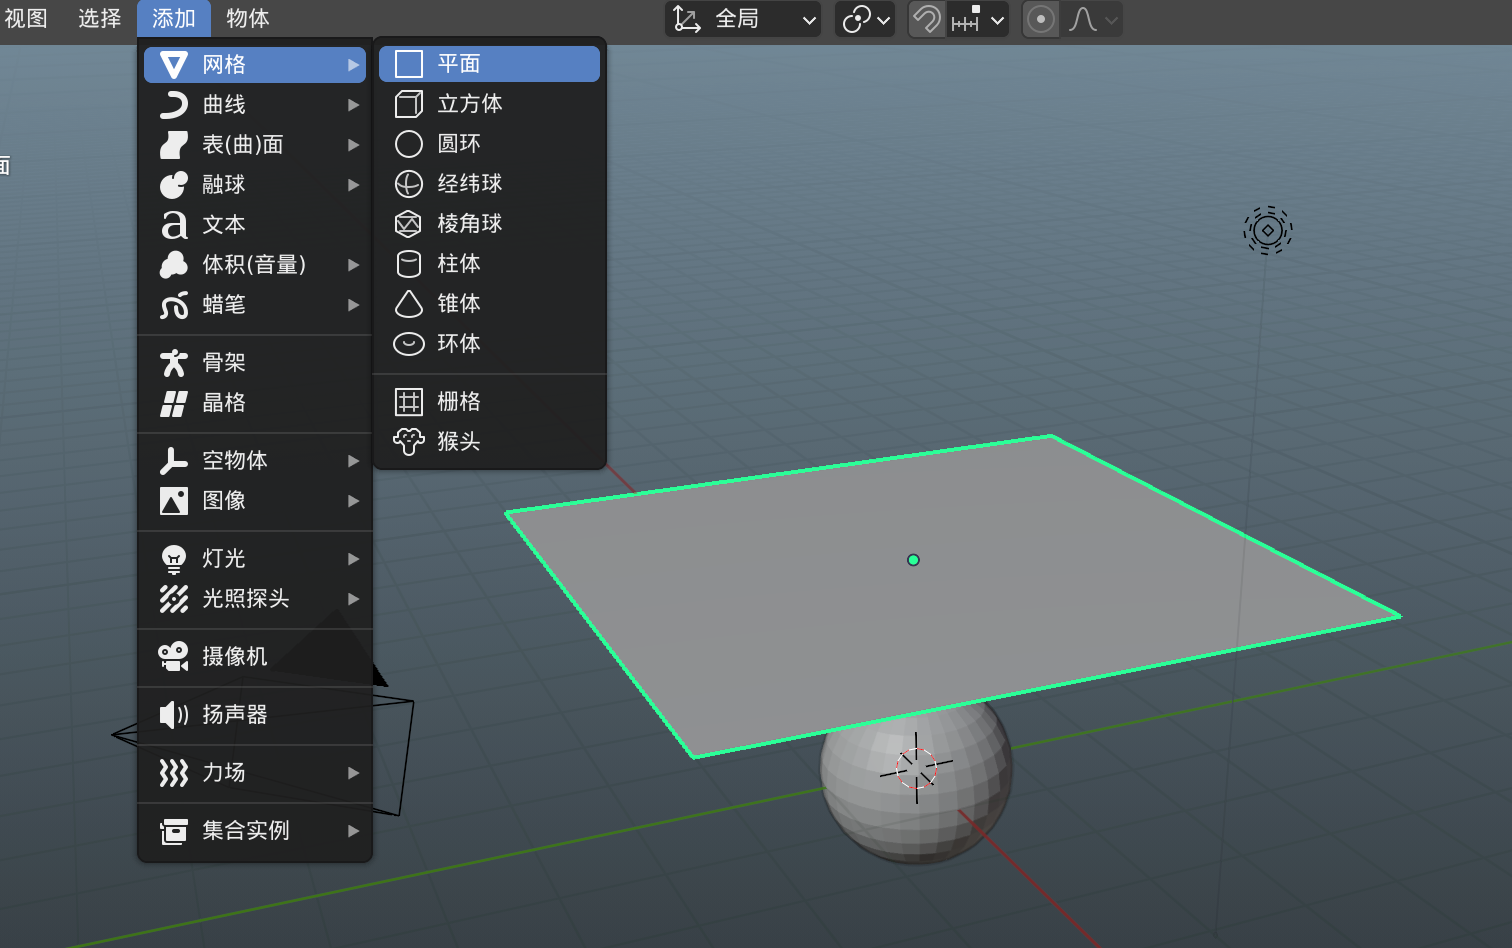 视图 选择 添加 物体 全局
面
网格
曲线
表(曲)面
融球
文本
体积(音量)
蜡笔
骨架
晶格
空物体
图像
灯光
光照探头
摄像机
扬声器
力场
集合实例
平面
立方体
圆环
经纬球
棱角球
柱体
锥体
环体
栅格
猴头